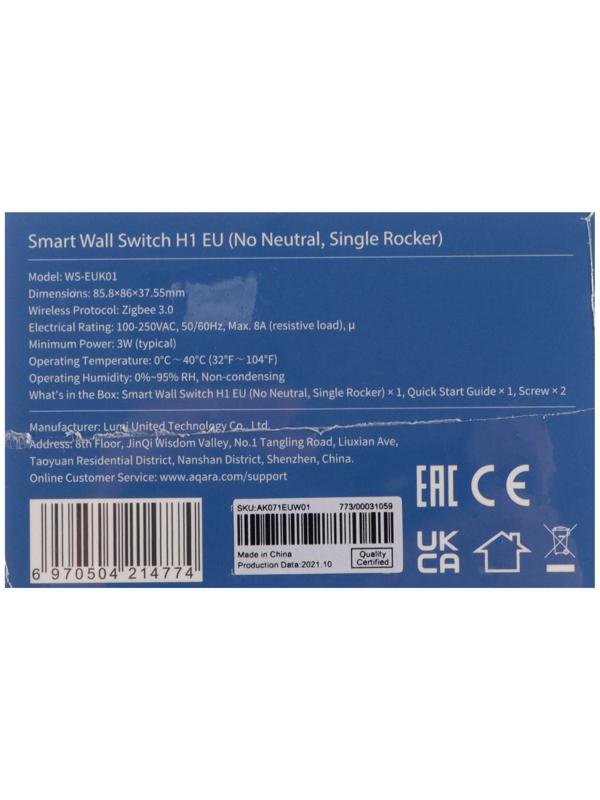 Smart Wall Switch H1 EU (No Neutral, Single Rocker)
Model: WS-EUK01
Dimensions: 85.8×86×37.55mm
Wireless Protocol: Zigbee 3.0
Electrical Rating: 100-250VAC, 50/60Hz, Max. 8A (resistive load), μ
Minimum Power: 3W (typical)
Operating Temperature: 0°C～40°C (32°F～104°F)
Operating Humidity: 0%~95% RH, Non-condensing
What's in the Box: Smart Wall Switch H1 EU (No Neutral, Single Rocker) × 1, Quick Start Guide × 1, Screw × 2
Manufacturer: Lumi United Technology Co., Ltd.
Address: 8th Floor, JinQi Wisdom Valley, No.1 Tangling Road, Liuxian Ave,
Taoyuan Residential District, Nanshan District, Shenzhen, China.
Online Customer Service: www.aqara.com/support
6 970504 214774
SKU:AK071EUW01 773/00031059
Made in China
Production Data:2021.10
Quality
Certified
EAC CE
UK
CA